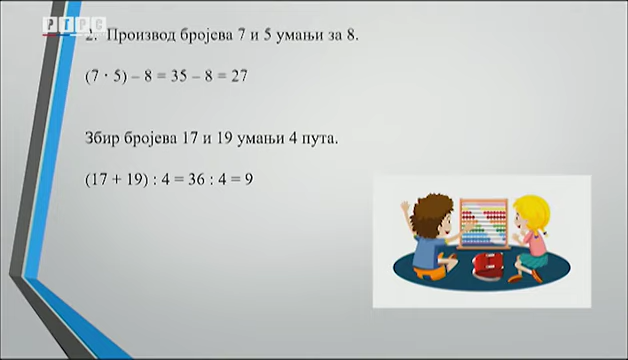 РТРС
2. Производ бројева 7 и 5 умањи за 8.
(7 · 5) – 8 = 35 – 8 = 27
Збир бројева 17 и 19 умањи 4 пута.
(17 + 19) : 4 = 36 : 4 = 9